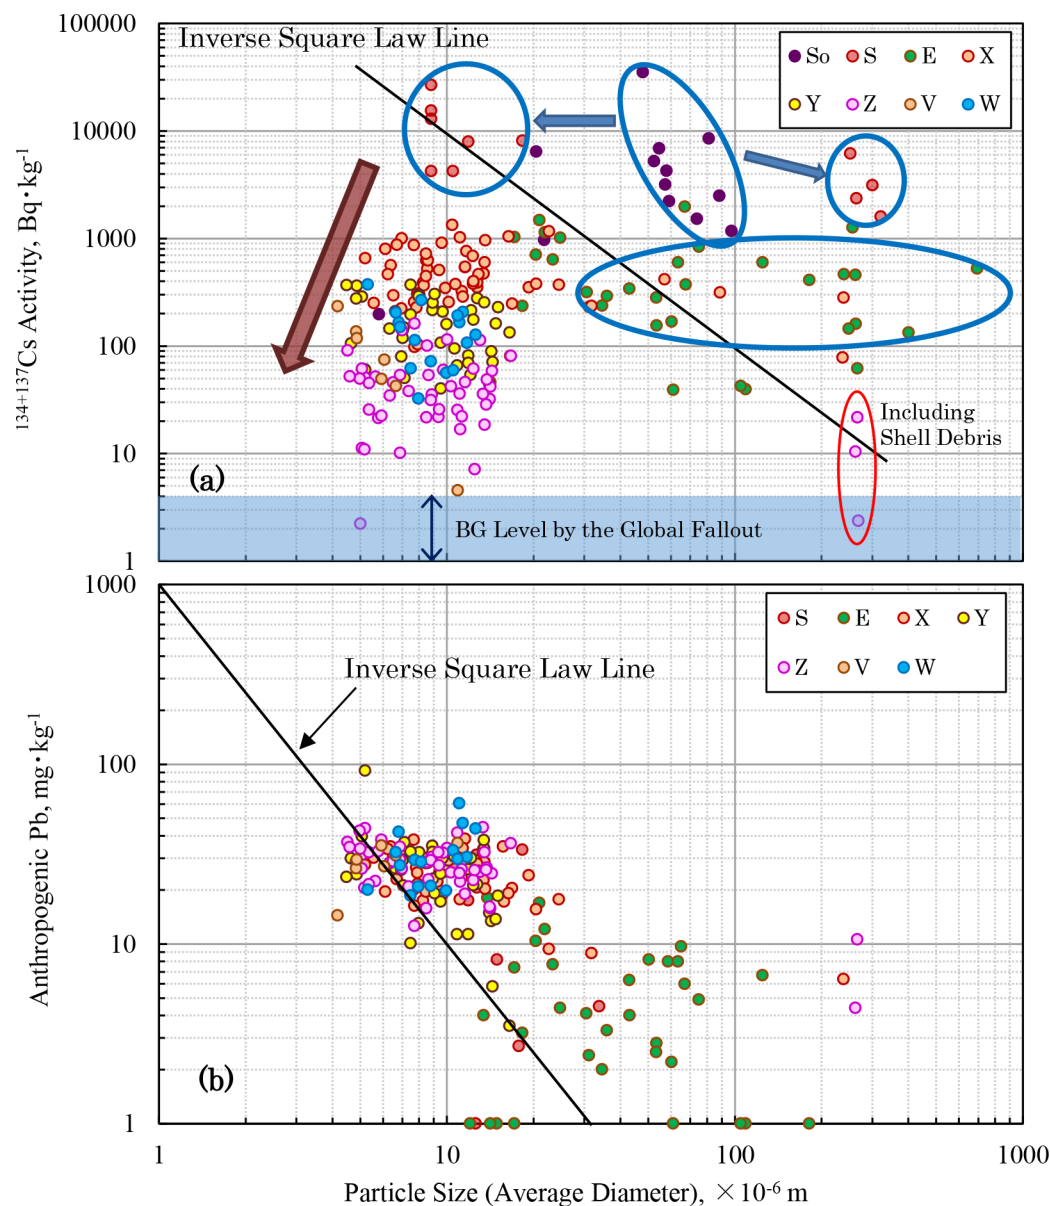 100000
10000
1000
100
10
1
134+137Cs Activity, Bq・kg-1
Inverse Square Law Line
So S E X
Y Z V W
Including
Shell Debris
(a)
BG Level by the Global Fallout
1000
100
10
1
Anthropogenic Pb, mg・kg-1
S E X Y
Z V W
Inverse Square Law Line
(b)
1 10 100 1000
Particle Size (Average Diameter), ×10-6 m